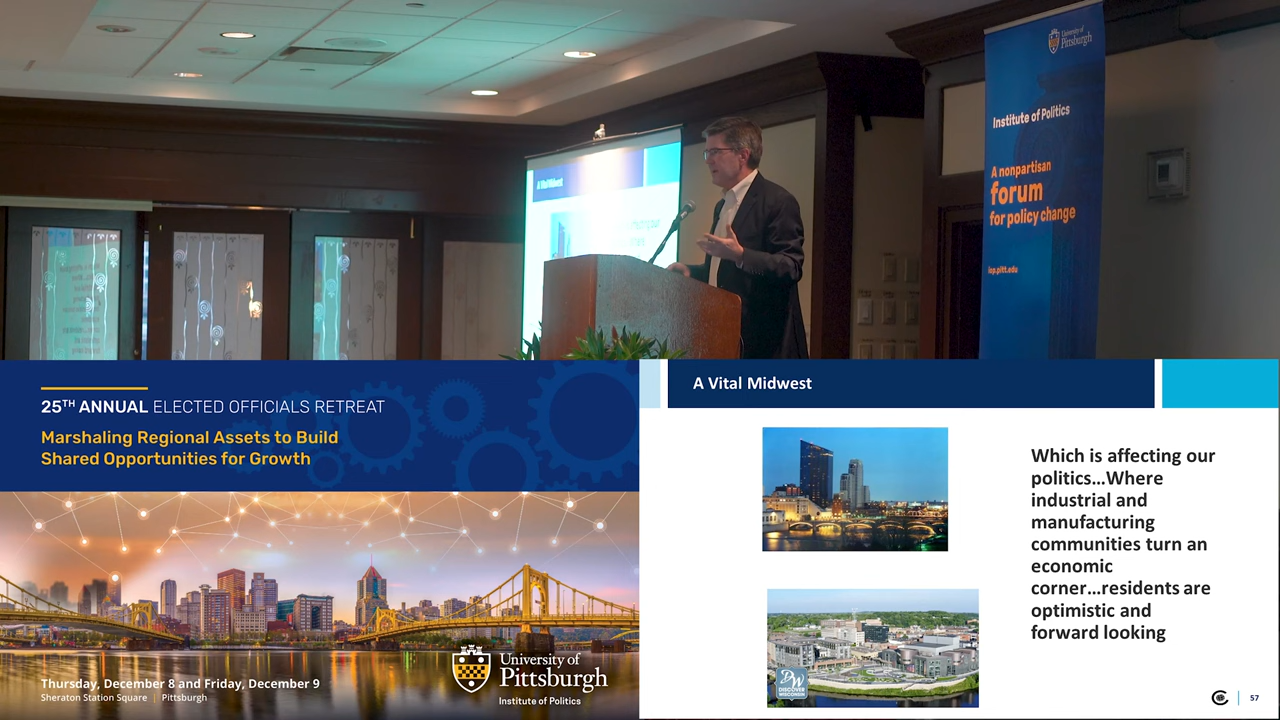 University of
Pittsburgh
Institute of Politics
A nonpartisan
forum
for policy change
iop.pitt.edu
A Vital Midwest
25TH ANNUAL ELECTED OFFICIALS RETREAT
Marshaling Regional Assets to Build
Shared Opportunities for Growth
Thursday, December 8 and Friday, December 9
Sheraton Station Square | Pittsburgh
University of
Pittsburgh
Institute of Politics
A Vital Midwest
Which is affecting our
politics...Where
industrial and
manufacturing
communities turn an
economic
corner...residents are
optimistic and
forward looking
DW
DISCOVER
WISCONSIN
57